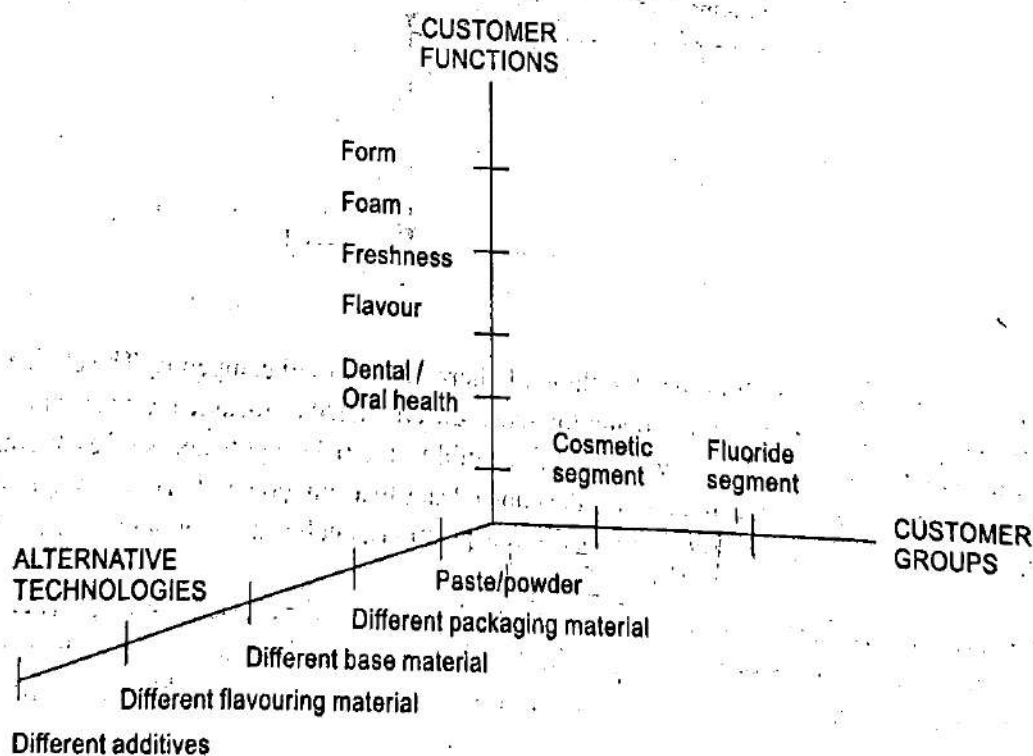 CUSTOMER
FUNCTIONS
Form
Foam
Freshness
Flavour
Dental /
Oral health
Cosmetic
segment
Fluoride
segment
CUSTOMER
GROUPS
ALTERNATIVE
TECHNOLOGIES
Paste/powder
Different packaging material
Different base material
Different flavouring material
Different additives